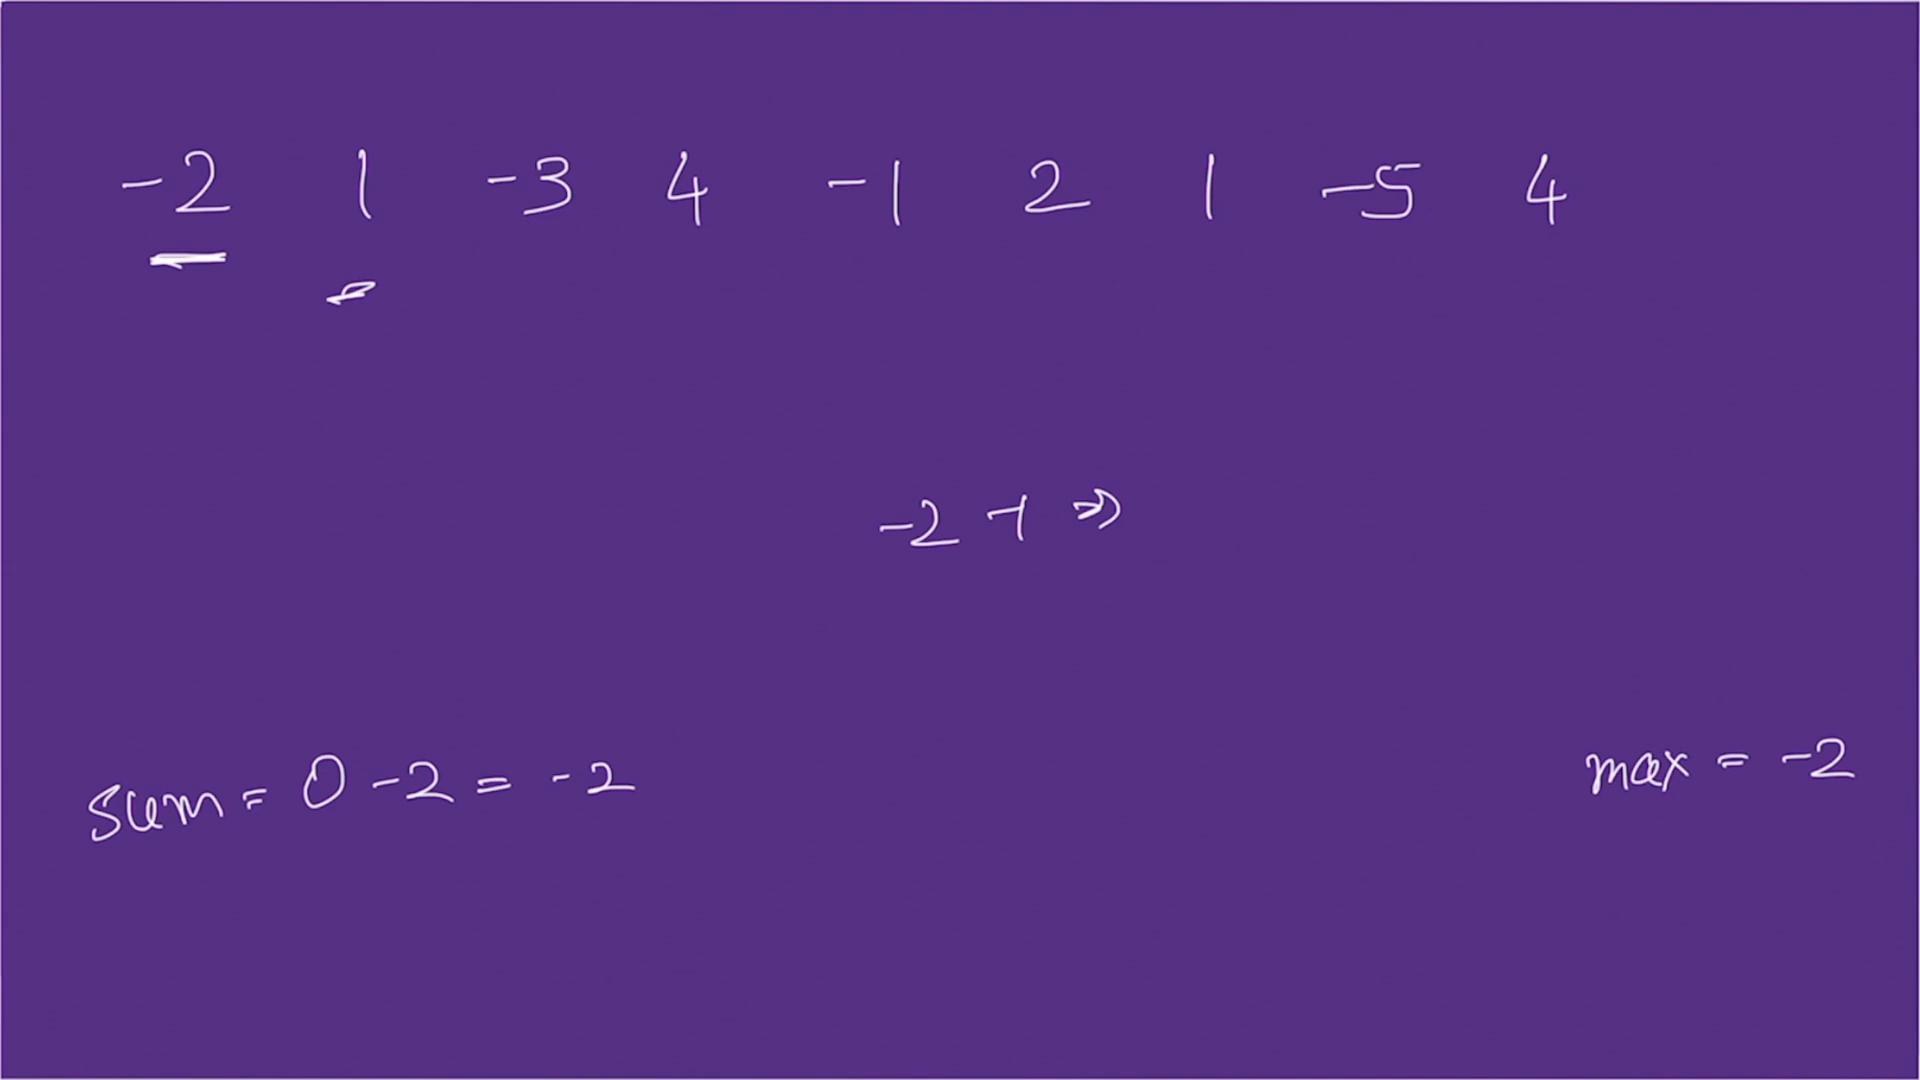 -2 1 -3 4 -1 2 1 -5 4
-2 -1 ⇒
sum = 0 -2 = -2
max = -2